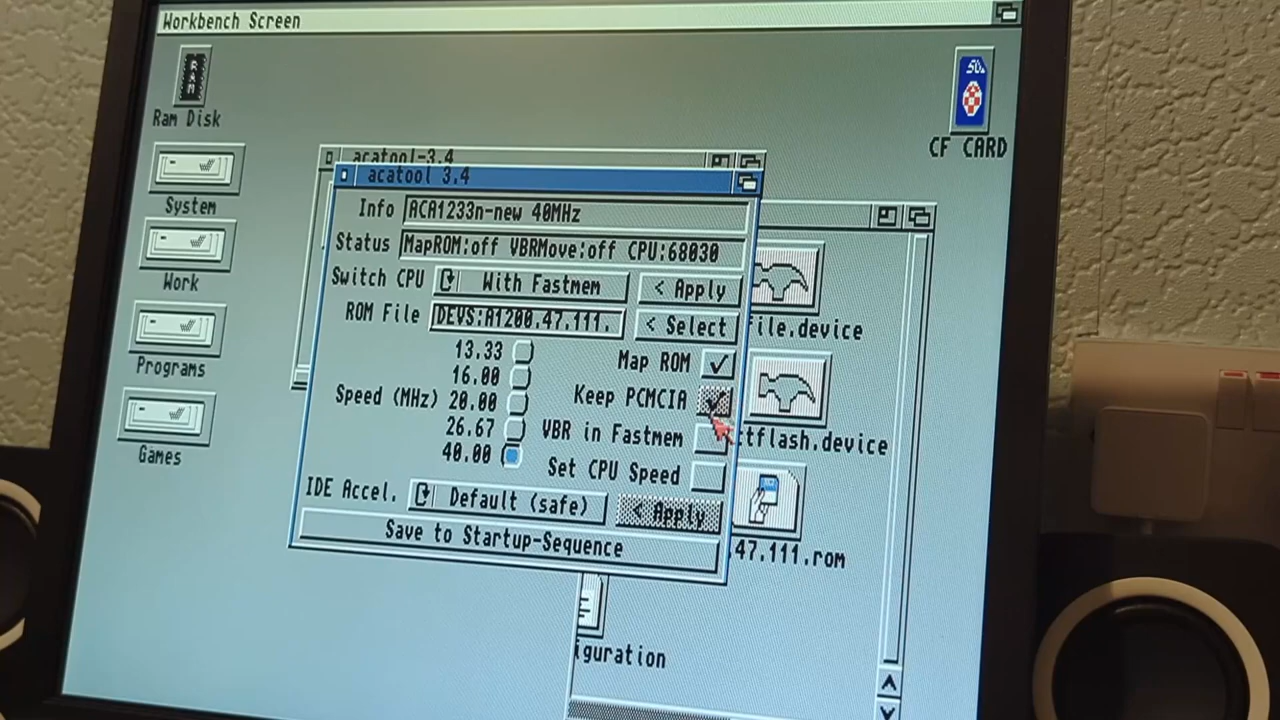 Workbench Screen
RAM
Ram Disk
CF CARD
System
Work
Programs
Games
acatool-3.4
acatool 3.4
Info ACA1233n-new 40MHz
Status MapROM:off VBRMove:off CPU:68030
Switch CPU With Fastmem < Apply
ROM File DEVS:A1200.47.111. < Select
13.33
Map ROM
16.00
Keep PCMCIA
Speed (MHz) 20.00
26.67
VBR in Fastmem
40.00
Set CPU Speed
IDE Accel. Default (safe) < Apply
Save to Startup-Sequence
file.device
ctflash.device
.47.111.rom
iguration